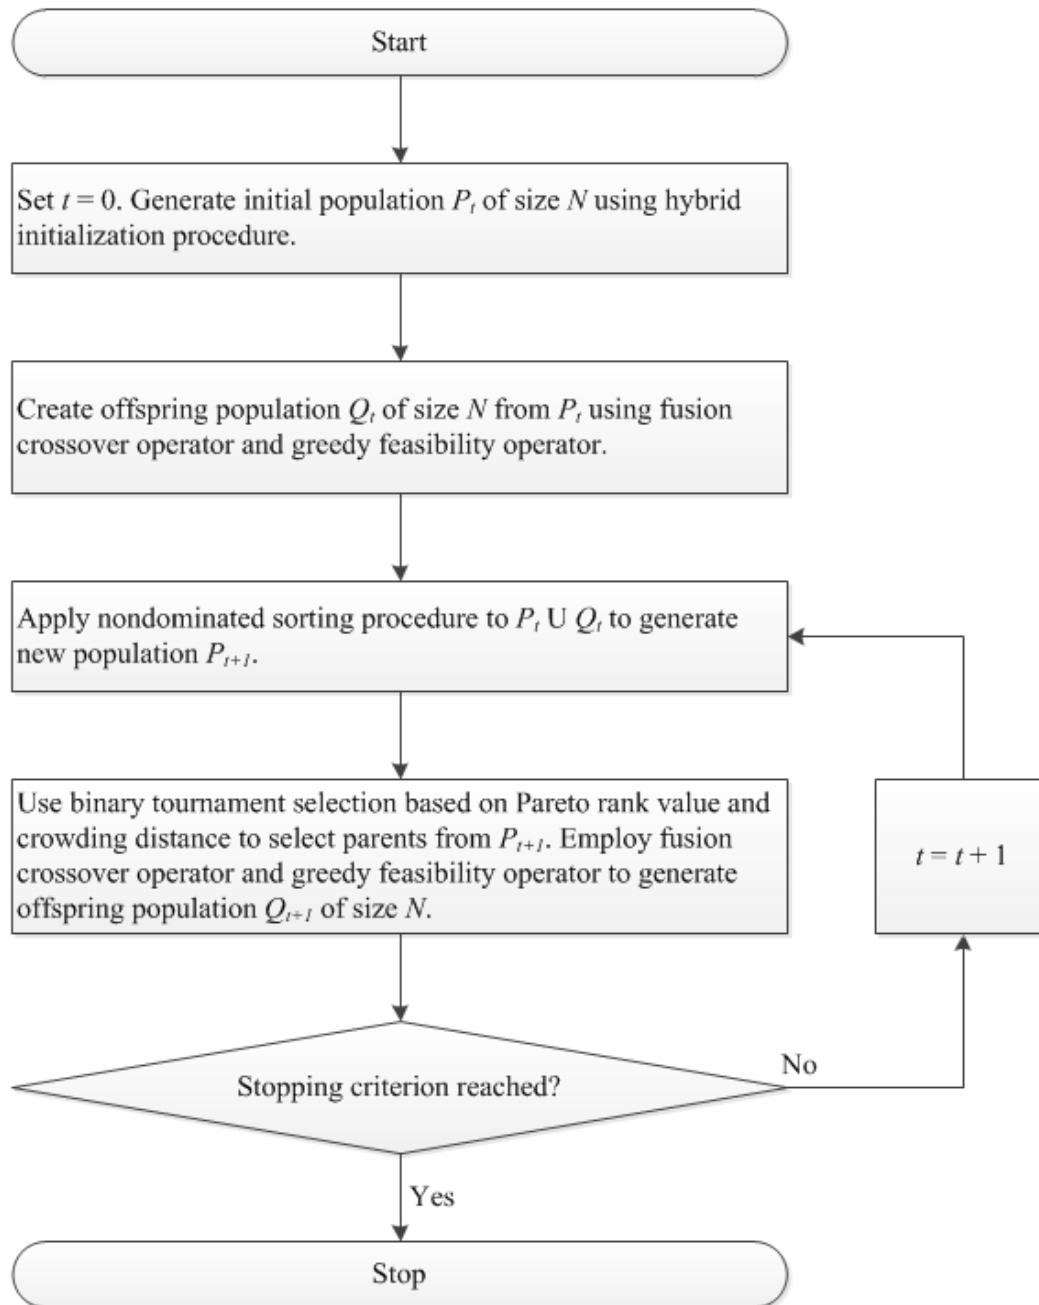 Start
Set t = 0. Generate initial population Pt of size N using hybrid
initialization procedure.
Create offspring population Qt of size N from Pt using fusion
crossover operator and greedy feasibility operator.
Apply nondominated sorting procedure to Pt U Qt to generate
new population Pt+1.
Use binary tournament selection based on Pareto rank value and
crowding distance to select parents from Pt+1. Employ fusion
crossover operator and greedy feasibility operator to generate
offspring population Qt+1 of size N.
t = t + 1
Stopping criterion reached?
No
Yes
Stop